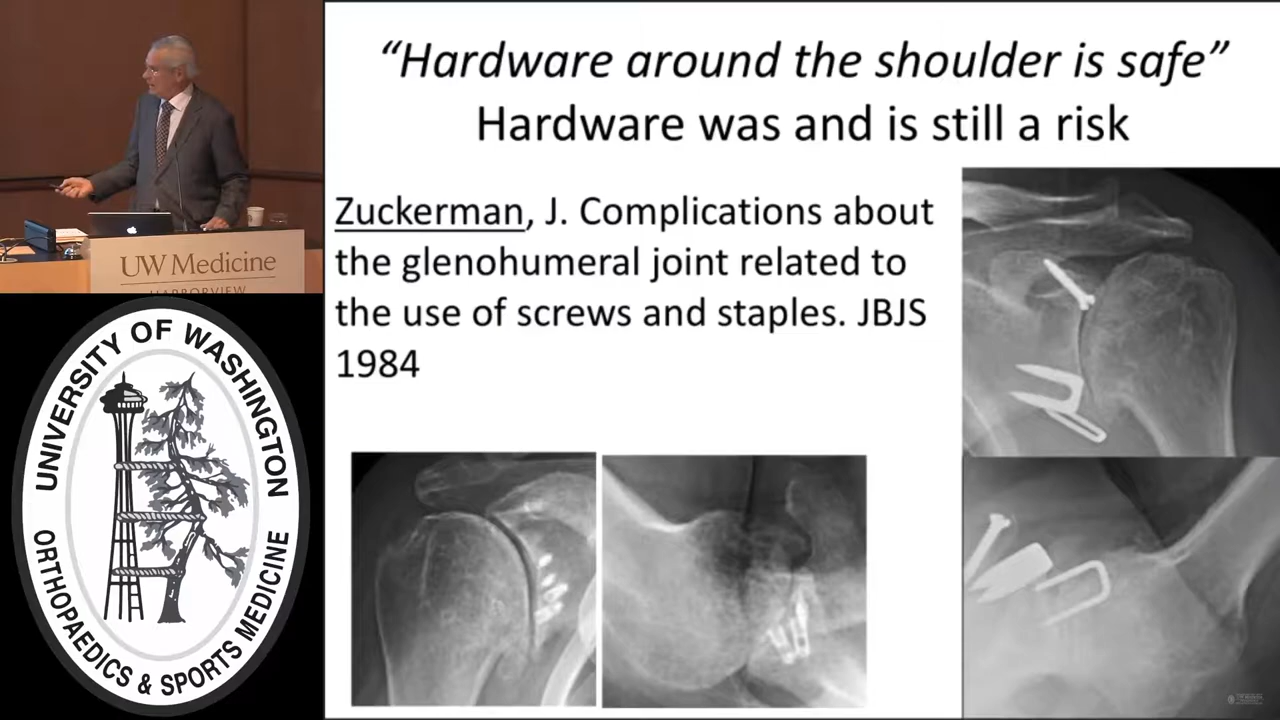 “Hardware around the shoulder is safe”
Hardware was and is still a risk
Zuckerman, J. Complications about
the glenohumeral joint related to
the use of screws and staples. JBJS
1984
UW Medicine
HARBORVIEW
UNIVERSITY OF WASHINGTON
ORTHOPAEDICS & SPORTS MEDICINE